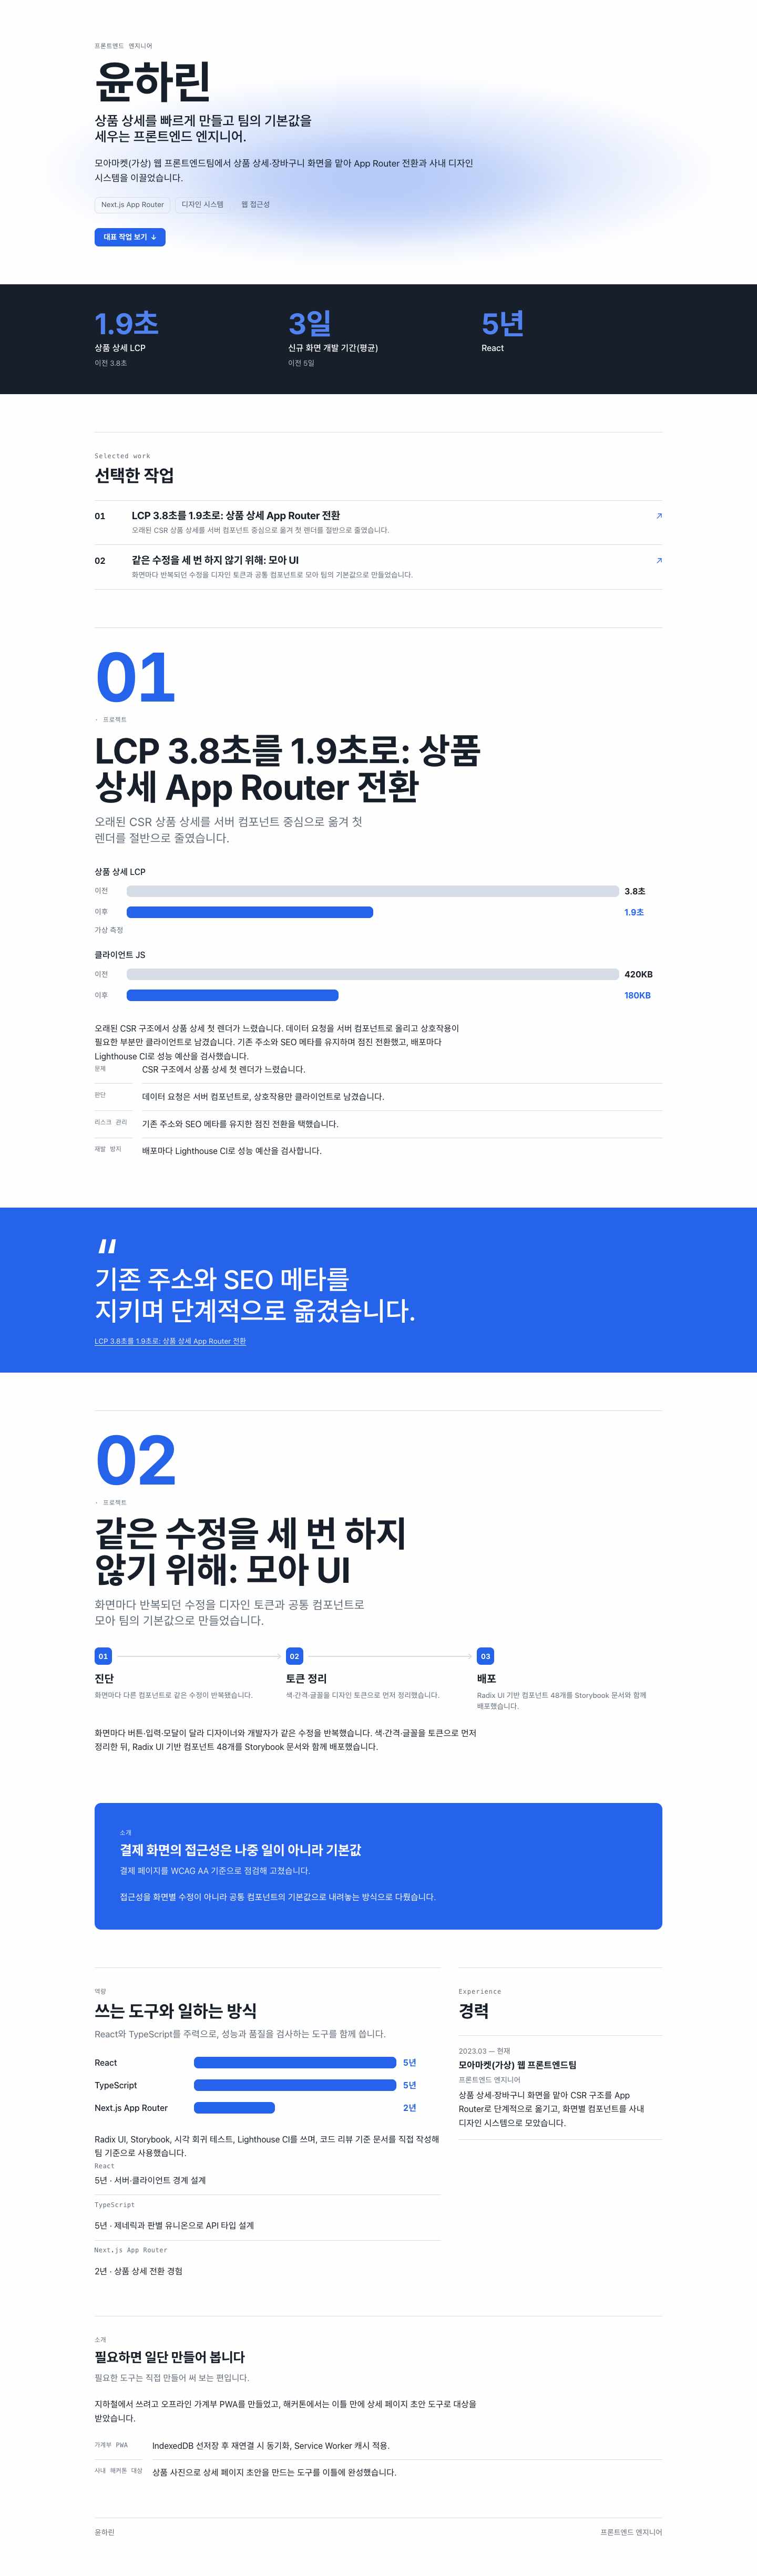 프론트엔드 엔지니어
윤하린
상품 상세를 빠르게 만들고 팀의 기본값을
세우는 프론트엔드 엔지니어.
모아마켓(가상) 웹 프론트엔드팀에서 상품 상세·장바구니 화면을 맡아 App Router 전환과 사내 디자인
시스템을 이끌었습니다.
Next.js App Router 디자인 시스템 웹 접근성
대표 작업 보기 ↓
1.9초 3일 5년
상품 상세 LCP 신규 화면 개발 기간(평균) React
이전 3.8초 이전 5일
Selected work
선택한 작업
01 LCP 3.8초를 1.9초로: 상품 상세 App Router 전환 ↗
오래된 CSR 상품 상세를 서버 컴포넌트 중심으로 옮겨 첫 렌더를 절반으로 줄였습니다.
02 같은 수정을 세 번 하지 않기 위해: 모아 UI ↗
화면마다 반복되던 수정을 디자인 토큰과 공통 컴포넌트로 모아 팀의 기본값으로 만들었습니다.
01
· 프로젝트
LCP 3.8초를 1.9초로: 상품
상세 App Router 전환
오래된 CSR 상품 상세를 서버 컴포넌트 중심으로 옮겨 첫
렌더를 절반으로 줄였습니다.
상품 상세 LCP
이전 3.8초
이후 1.9초
가상 측정
클라이언트 JS
이전 420KB
이후 180KB
오래된 CSR 구조에서 상품 상세 첫 렌더가 느렸습니다. 데이터 요청을 서버 컴포넌트로 올리고 상호작용이
필요한 부분만 클라이언트로 남겼습니다. 기존 주소와 SEO 메타를 유지하며 점진 전환했고, 배포마다
Lighthouse CI로 성능 예산을 검사했습니다.
문제 CSR 구조에서 상품 상세 첫 렌더가 느렸습니다.
판단 데이터 요청은 서버 컴포넌트로, 상호작용만 클라이언트로 남겼습니다.
리스크 관리 기존 주소와 SEO 메타를 유지한 점진 전환을 택했습니다.
재발 방지 배포마다 Lighthouse CI로 성능 예산을 검사합니다.
“
기존 주소와 SEO 메타를
지키며 단계적으로 옮겼습니다.
LCP 3.8초를 1.9초로: 상품 상세 App Router 전환
02
· 프로젝트
같은 수정을 세 번 하지
않기 위해: 모아 UI
화면마다 반복되던 수정을 디자인 토큰과 공통 컴포넌트로
모아 팀의 기본값으로 만들었습니다.
01 02 03
진단 토큰 정리 배포
화면마다 다른 컴포넌트로 같은 수정이 반복됐습니다. 색·간격·글꼴을 디자인 토큰으로 먼저 정리했습니다. Radix UI 기반 컴포넌트 48개를 Storybook 문서와 함께
배포했습니다.
화면마다 버튼·입력·모달이 달라 디자이너와 개발자가 같은 수정을 반복했습니다. 색·간격·글꼴을 토큰으로 먼저
정리한 뒤, Radix UI 기반 컴포넌트 48개를 Storybook 문서와 함께 배포했습니다.
소개
결제 화면의 접근성은 나중 일이 아니라 기본값
결제 페이지를 WCAG AA 기준으로 점검해 고쳤습니다.
접근성을 화면별 수정이 아니라 공통 컴포넌트의 기본값으로 내려놓는 방식으로 다뤘습니다.
역량
쓰는 도구와 일하는 방식
React와 TypeScript를 주력으로, 성능과 품질을 검사하는 도구를 함께 씁니다.
React 5년
TypeScript 5년
Next.js App Router 2년
Radix UI, Storybook, 시각 회귀 테스트, Lighthouse CI를 쓰며, 코드 리뷰 기준 문서를 직접 작성해
팀 기준으로 사용했습니다.
React
5년 · 서버·클라이언트 경계 설계
TypeScript
5년 · 제네릭과 판별 유니온으로 API 타입 설계
Next.js App Router
2년 · 상품 상세 전환 경험
Experience
경력
2023.03 — 현재
모아마켓(가상) 웹 프론트엔드팀
프론트엔드 엔지니어
상품 상세·장바구니 화면을 맡아 CSR 구조를 App
Router로 단계적으로 옮기고, 화면별 컴포넌트를 사내
디자인 시스템으로 모았습니다.
소개
필요하면 일단 만들어 봅니다
필요한 도구는 직접 만들어 써 보는 편입니다.
지하철에서 쓰려고 오프라인 가계부 PWA를 만들었고, 해커톤에서는 이틀 만에 상세 페이지 초안 도구로 대상을
받았습니다.
가계부 PWA IndexedDB 선저장 후 재연결 시 동기화, Service Worker 캐시 적용.
사내 해커톤 대상 상품 사진으로 상세 페이지 초안을 만드는 도구를 이틀에 완성했습니다.
윤하린 프론트엔드 엔지니어